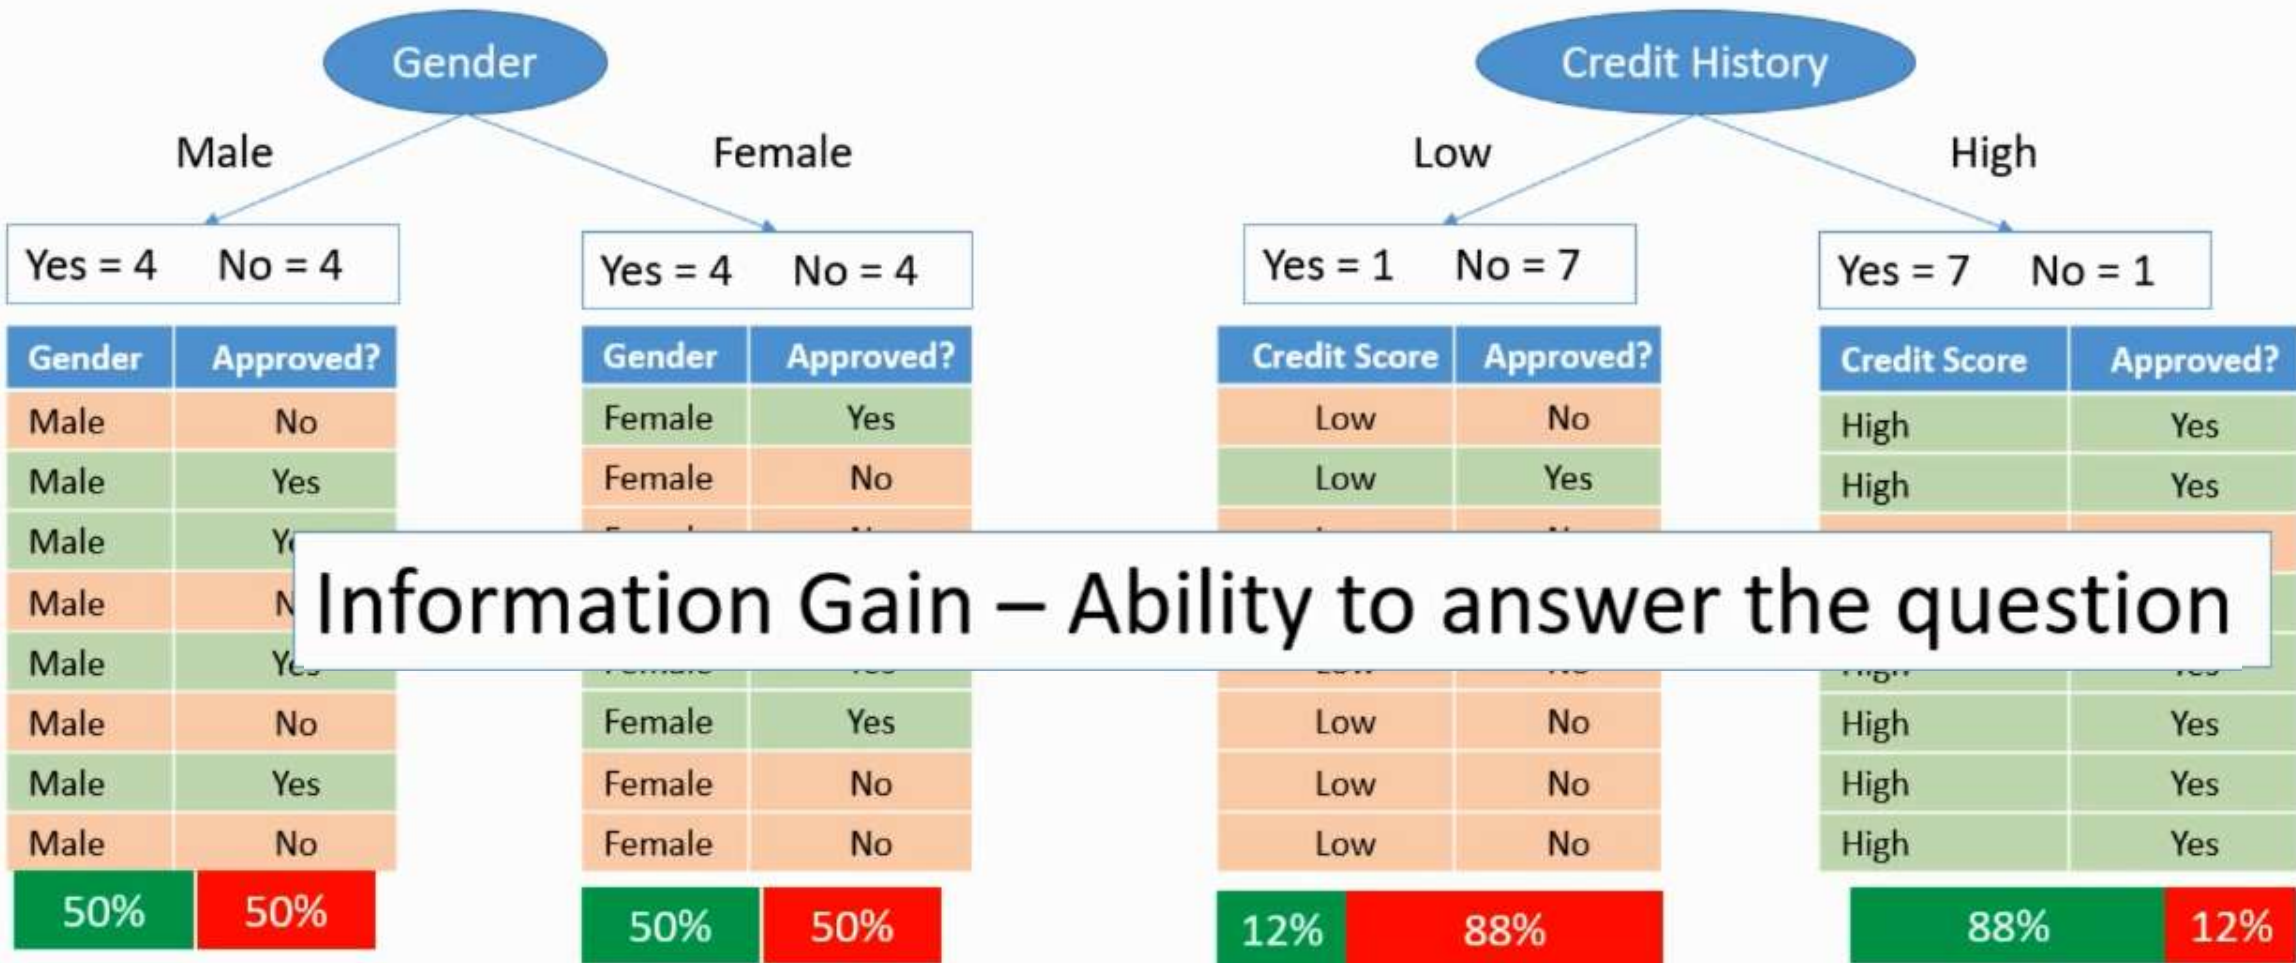 Gender
Male Female
Yes = 4 No = 4
Yes = 4 No = 4
Gender Approved?
Male No
Male Yes
Male
Male
Male Yes
Male No
Male Yes
Male No
50% 50%
Gender Approved?
Female Yes
Female No
Female Yes
Female No
Female No
50% 50%
Credit History
Low High
Yes = 1 No = 7
Yes = 7 No = 1
Credit Score Approved?
Low No
Low Yes
Low No
Low No
Low No
12% 88%
Credit Score Approved?
High Yes
High Yes
High Yes
High Yes
High Yes
88% 12%
Information Gain – Ability to answer the question